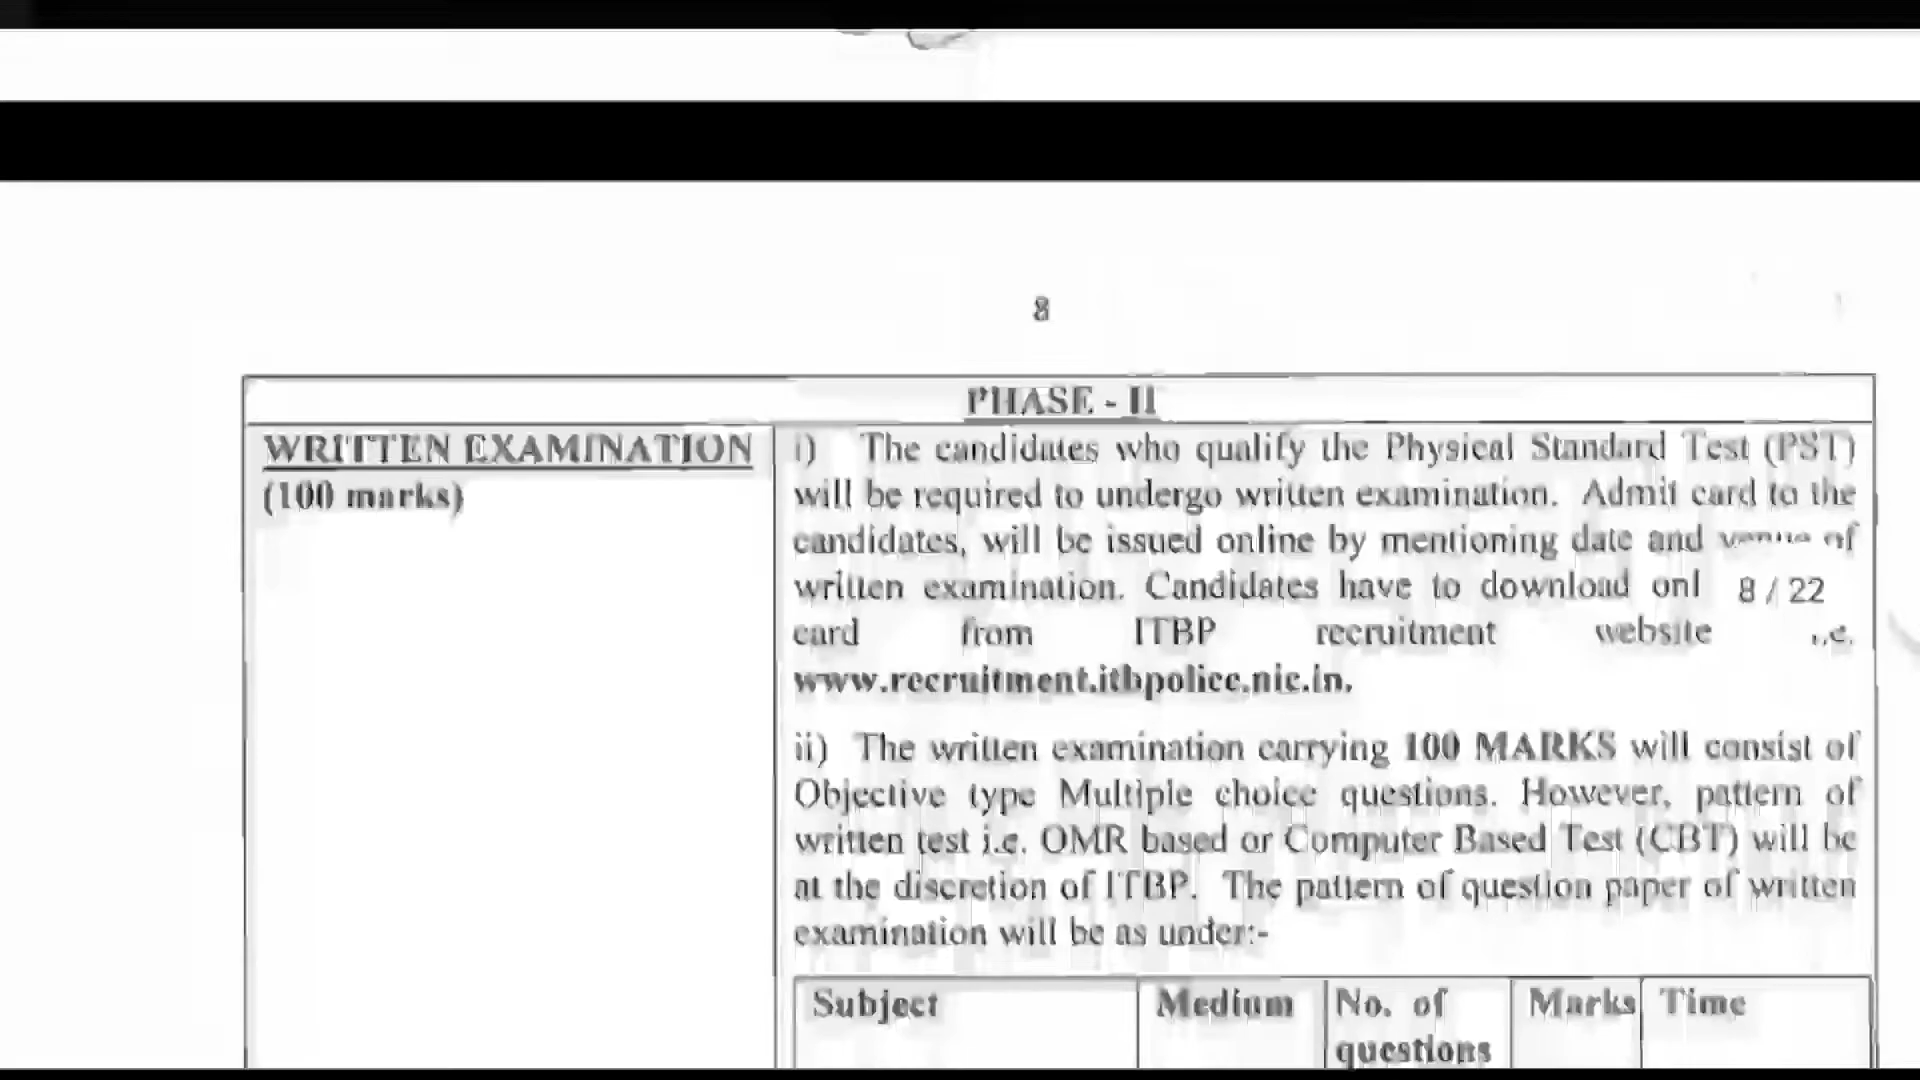 8
PHASE - II
WRITTEN EXAMINATION
(100 marks)
i) The candidates who qualify the Physical Standard Test (PST)
will be required to undergo written examination. Admit card to the
candidates, will be issued online by mentioning date and venue of
written examination. Candidates have to download onl
8 / 22
card from ITBP recruitment website i.e.
www.recruitment.itbpolice.nic.in.
ii) The written examination carrying 100 MARKS will consist of
Objective type Multiple choice questions. However, pattern of
written test i.e. OMR based or Computer Based Test (CBT) will be
at the discretion of ITBP. The pattern of question paper of written
examination will be as under:-
Subject Medium No. of Marks Time
questions